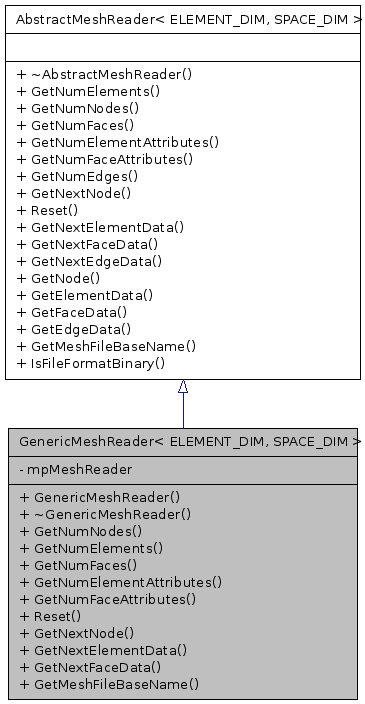 AbstractMeshReader< ELEMENT_DIM, SPACE_DIM >
+ ~AbstractMeshReader()
+ GetNumElements()
+ GetNumNodes()
+ GetNumFaces()
+ GetNumElementAttributes()
+ GetNumFaceAttributes()
+ GetNumEdges()
+ GetNextNode()
+ Reset()
+ GetNextElementData()
+ GetNextFaceData()
+ GetNextEdgeData()
+ GetNode()
+ GetElementData()
+ GetFaceData()
+ GetEdgeData()
+ GetMeshFileBaseName()
+ IsFileFormatBinary()
GenericMeshReader< ELEMENT_DIM, SPACE_DIM >
- mpMeshReader
+ GenericMeshReader()
+ ~GenericMeshReader()
+ GetNumNodes()
+ GetNumElements()
+ GetNumFaces()
+ GetNumElementAttributes()
+ GetNumFaceAttributes()
+ Reset()
+ GetNextNode()
+ GetNextElementData()
+ GetNextFaceData()
+ GetMeshFileBaseName()